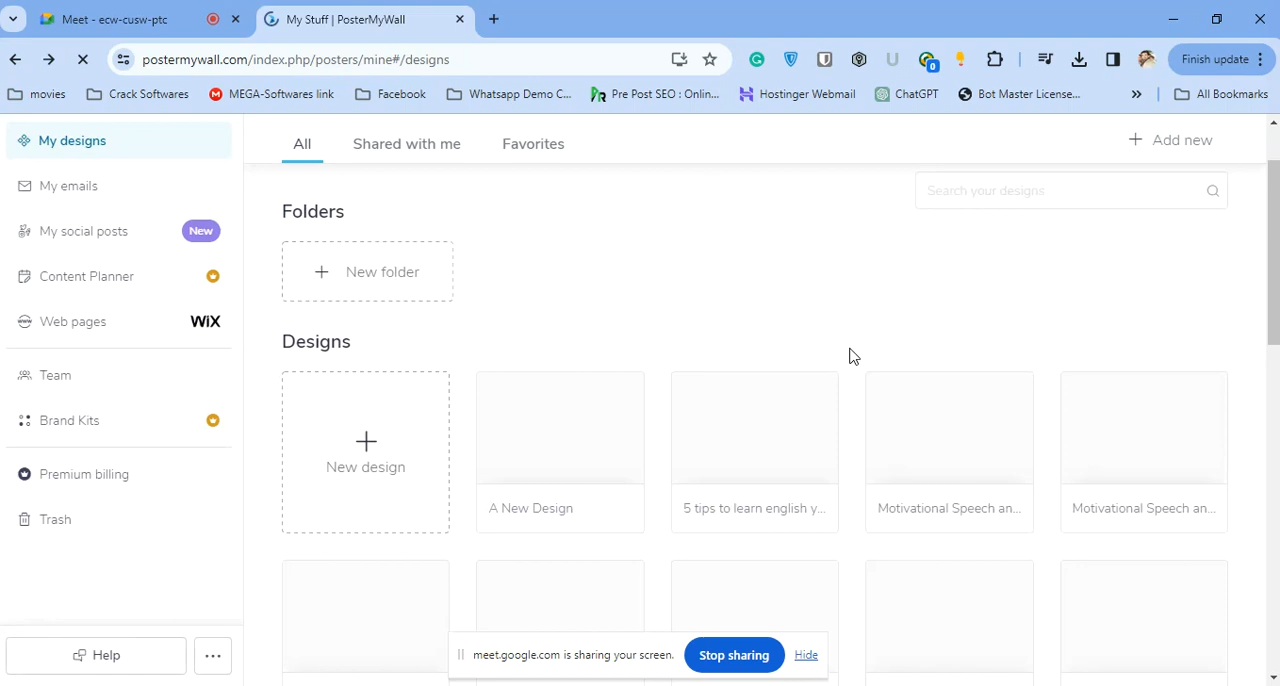 Meet - ecw-cusw-ptc
My Stuff | PosterMyWall
postermywall.com/index.php/posters/mine#/designs
0
Finish update
movies
Crack Softwares
MEGA-Softwares link
Facebook
Whatsapp Demo C...
Pre Post SEO : Onlin...
Hostinger Webmail
ChatGPT
Bot Master License...
All Bookmarks
My designs
My emails
My social posts
New
Content Planner
Web pages
WiX
Team
Brand Kits
Premium billing
Trash
Help
All
Shared with me
Favorites
Add new
Search your designs
Folders
New folder
Designs
New design
A New Design
5 tips to learn english y...
Motivational Speech an...
Motivational Speech an...
meet.google.com is sharing your screen.
Stop sharing
Hide